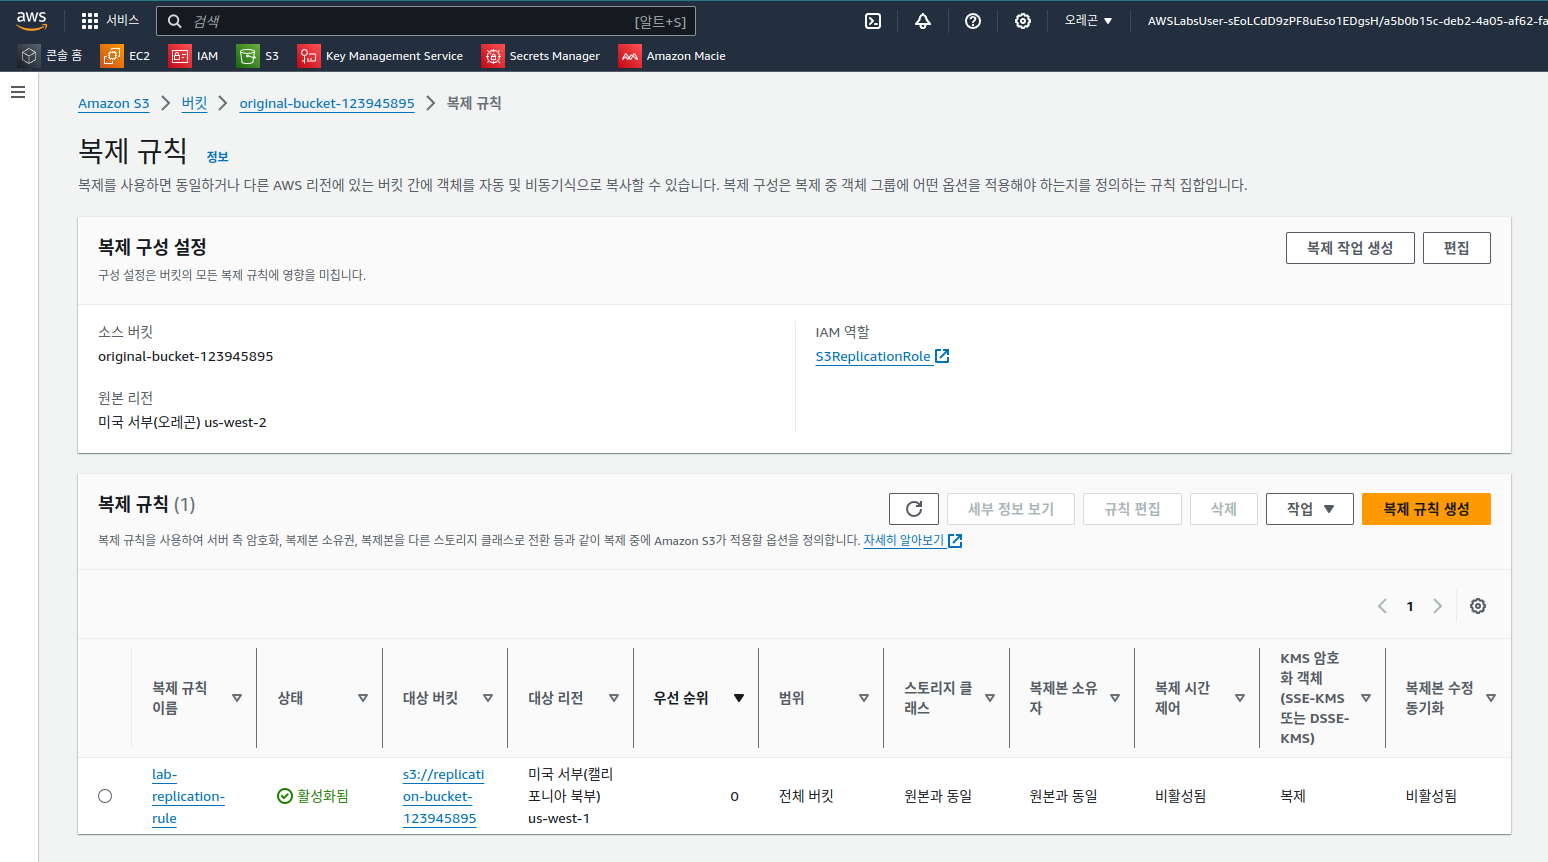 aws
서비스
검색
[알트+S]
오레곤
AWSLabsUser-sEoLCdD9zPF8uEso1EDgsH/a5b0b15c-deb2-4a05-af62-fa
콘솔 홈
EC2
IAM
S3
Key Management Service
Secrets Manager
Amazon Macie
Amazon S3
버킷
original-bucket-123945895
복제 규칙
복제 규칙
정보
복제를 사용하면 동일하거나 다른 AWS 리전에 있는 버킷 간에 객체를 자동 및 비동기식으로 복사할 수 있습니다. 복제 구성은 복제 중 객체 그룹에 어떤 옵션을 적용해야 하는지를 정의하는 규칙 집합입니다.
복제 구성 설정
구성 설정은 버킷의 모든 복제 규칙에 영향을 미칩니다.
복제 작업 생성
편집
소스 버킷
original-bucket-123945895
원본 리전
미국 서부(오레곤) us-west-2
IAM 역할
S3ReplicationRole
복제 규칙 (1)
복제 규칙을 사용하여 서버 측 암호화, 복제본 소유권, 복제본을 다른 스토리지 클래스로 전환 등과 같이 복제 중에 Amazon S3가 적용할 옵션을 정의합니다. 자세히 알아보기
세부 정보 보기
규칙 편집
삭제
작업
복제 규칙 생성
1
복제 규칙
이름
상태
대상 버킷
대상 리전
우선 순위
범위
스토리지 클
래스
복제본 소유
자
복제 시간
제어
KMS 암호
화 객체
(SSE-KMS
또는 DSSE-
KMS)
복제본 수정
동기화
lab-
replication-
rule
활성화됨
s3://replicati
on-bucket-
123945895
미국 서부(캘리
포니아 북부)
us-west-1
0
전체 버킷
원본과 동일
원본과 동일
비활성됨
복제
비활성됨